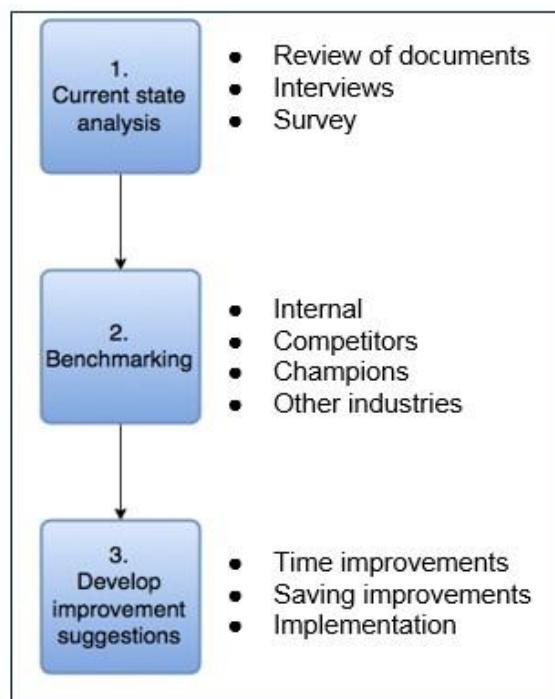 1.
Current state
analysis
● Review of documents
● Interviews
● Survey
2.
Benchmarking
● Internal
● Competitors
● Champions
● Other industries
3.
Develop
improvement
suggestions
● Time improvements
● Saving improvements
● Implementation